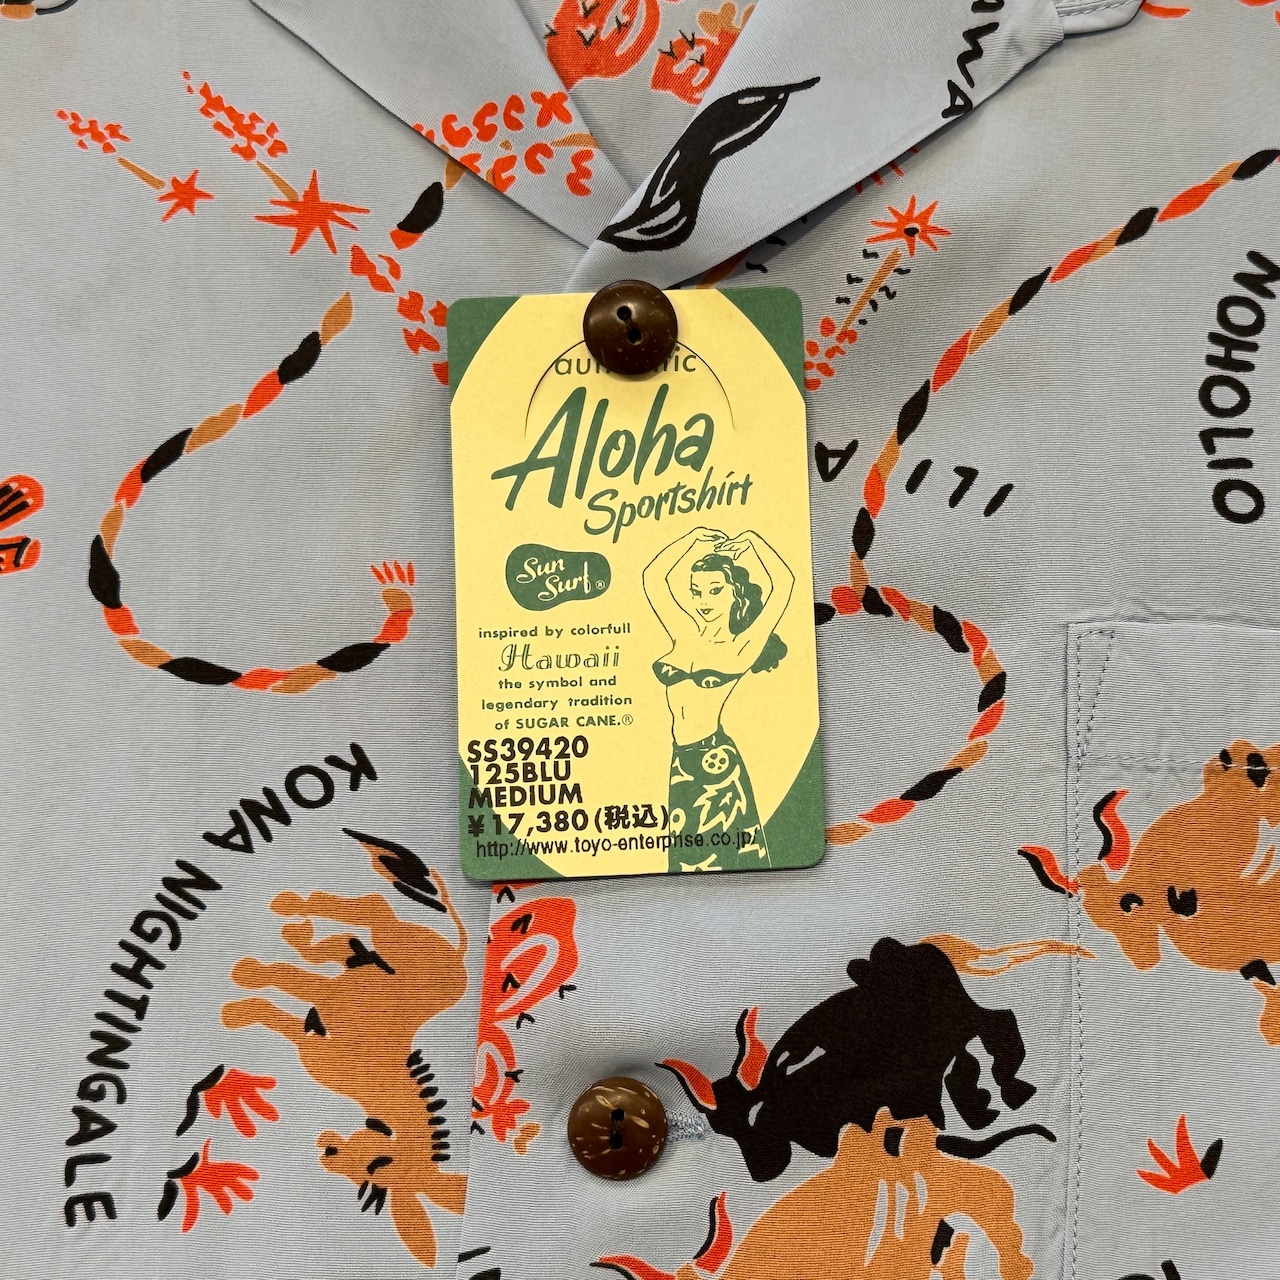 authentic
Aloha
Sportshirt
Sun
Surf®
inspired by colorfull
Hawaii
the symbol and
legendary tradition
of SUGAR CANE.®
SS39420
125BLU
MEDIUM
¥17,380(税込)
http://www.toyo-enterprise.co.jp/
NOHOLIO
ILI A
KONA NIGHTINGALE